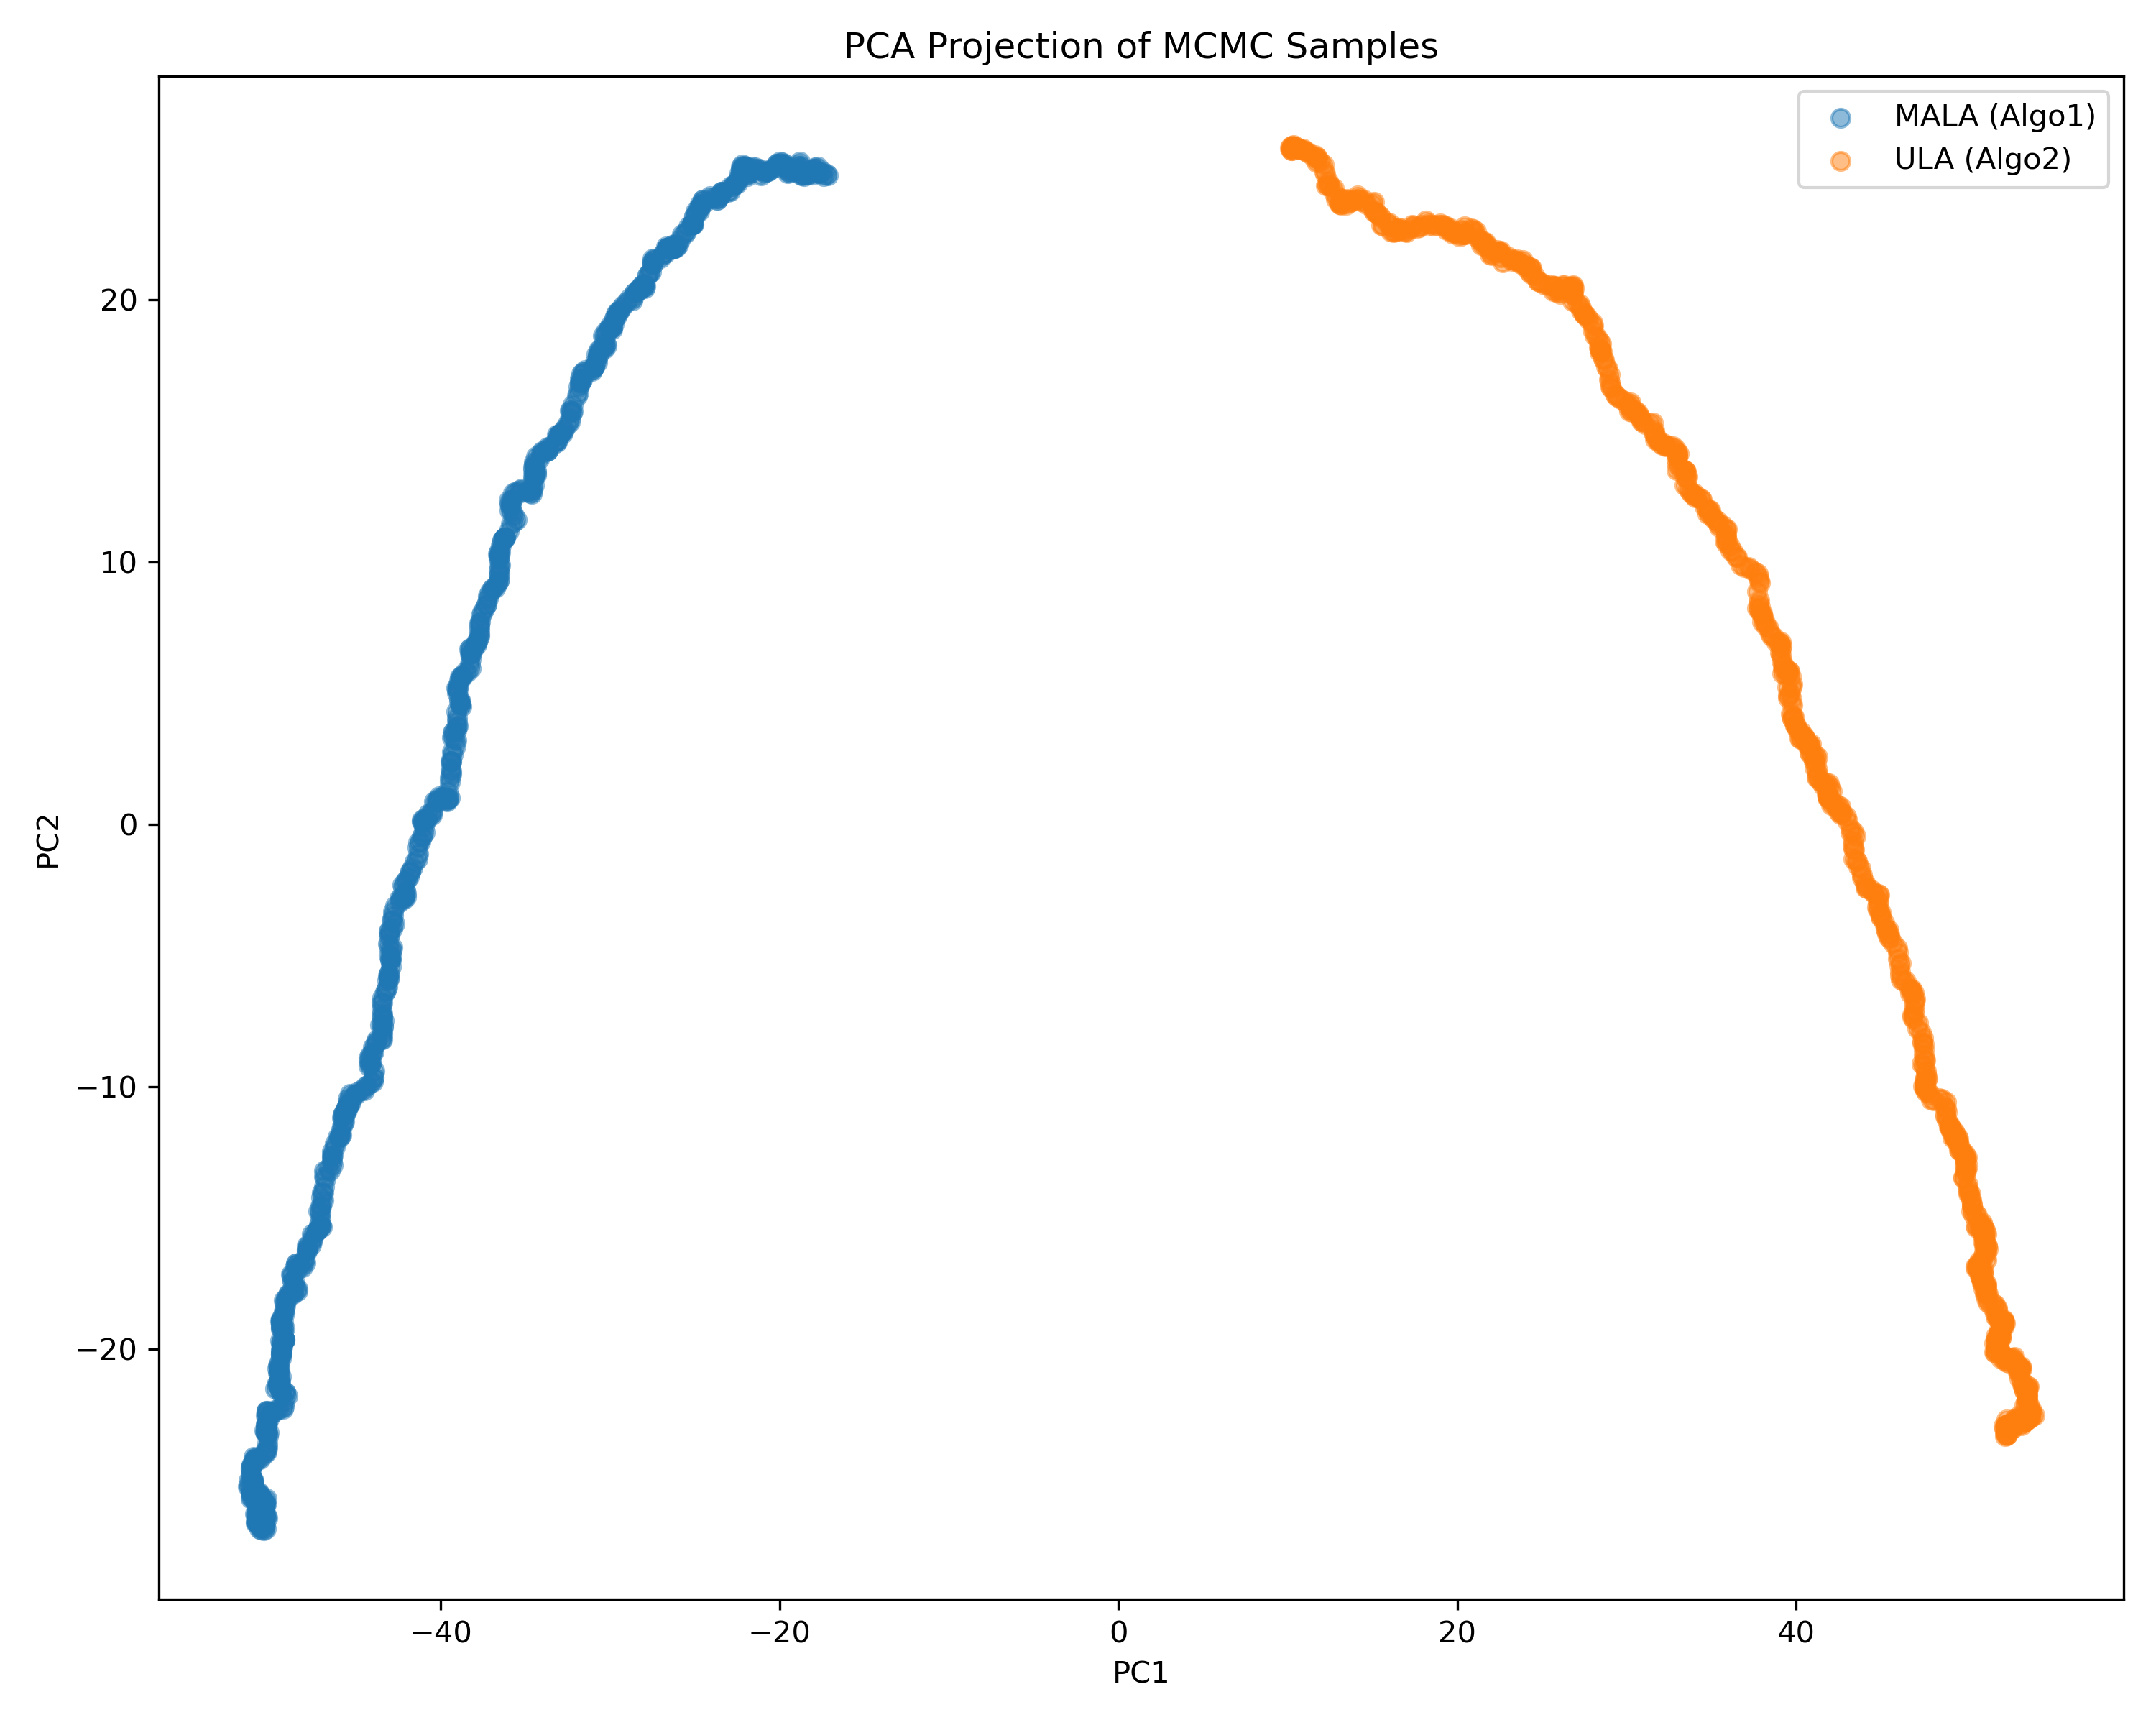 PCA Projection of MCMC Samples
MALA (Algo1)
ULA (Algo2)
20
10
0
−10
−20
PC2
−40
−20
0
20
40
PC1